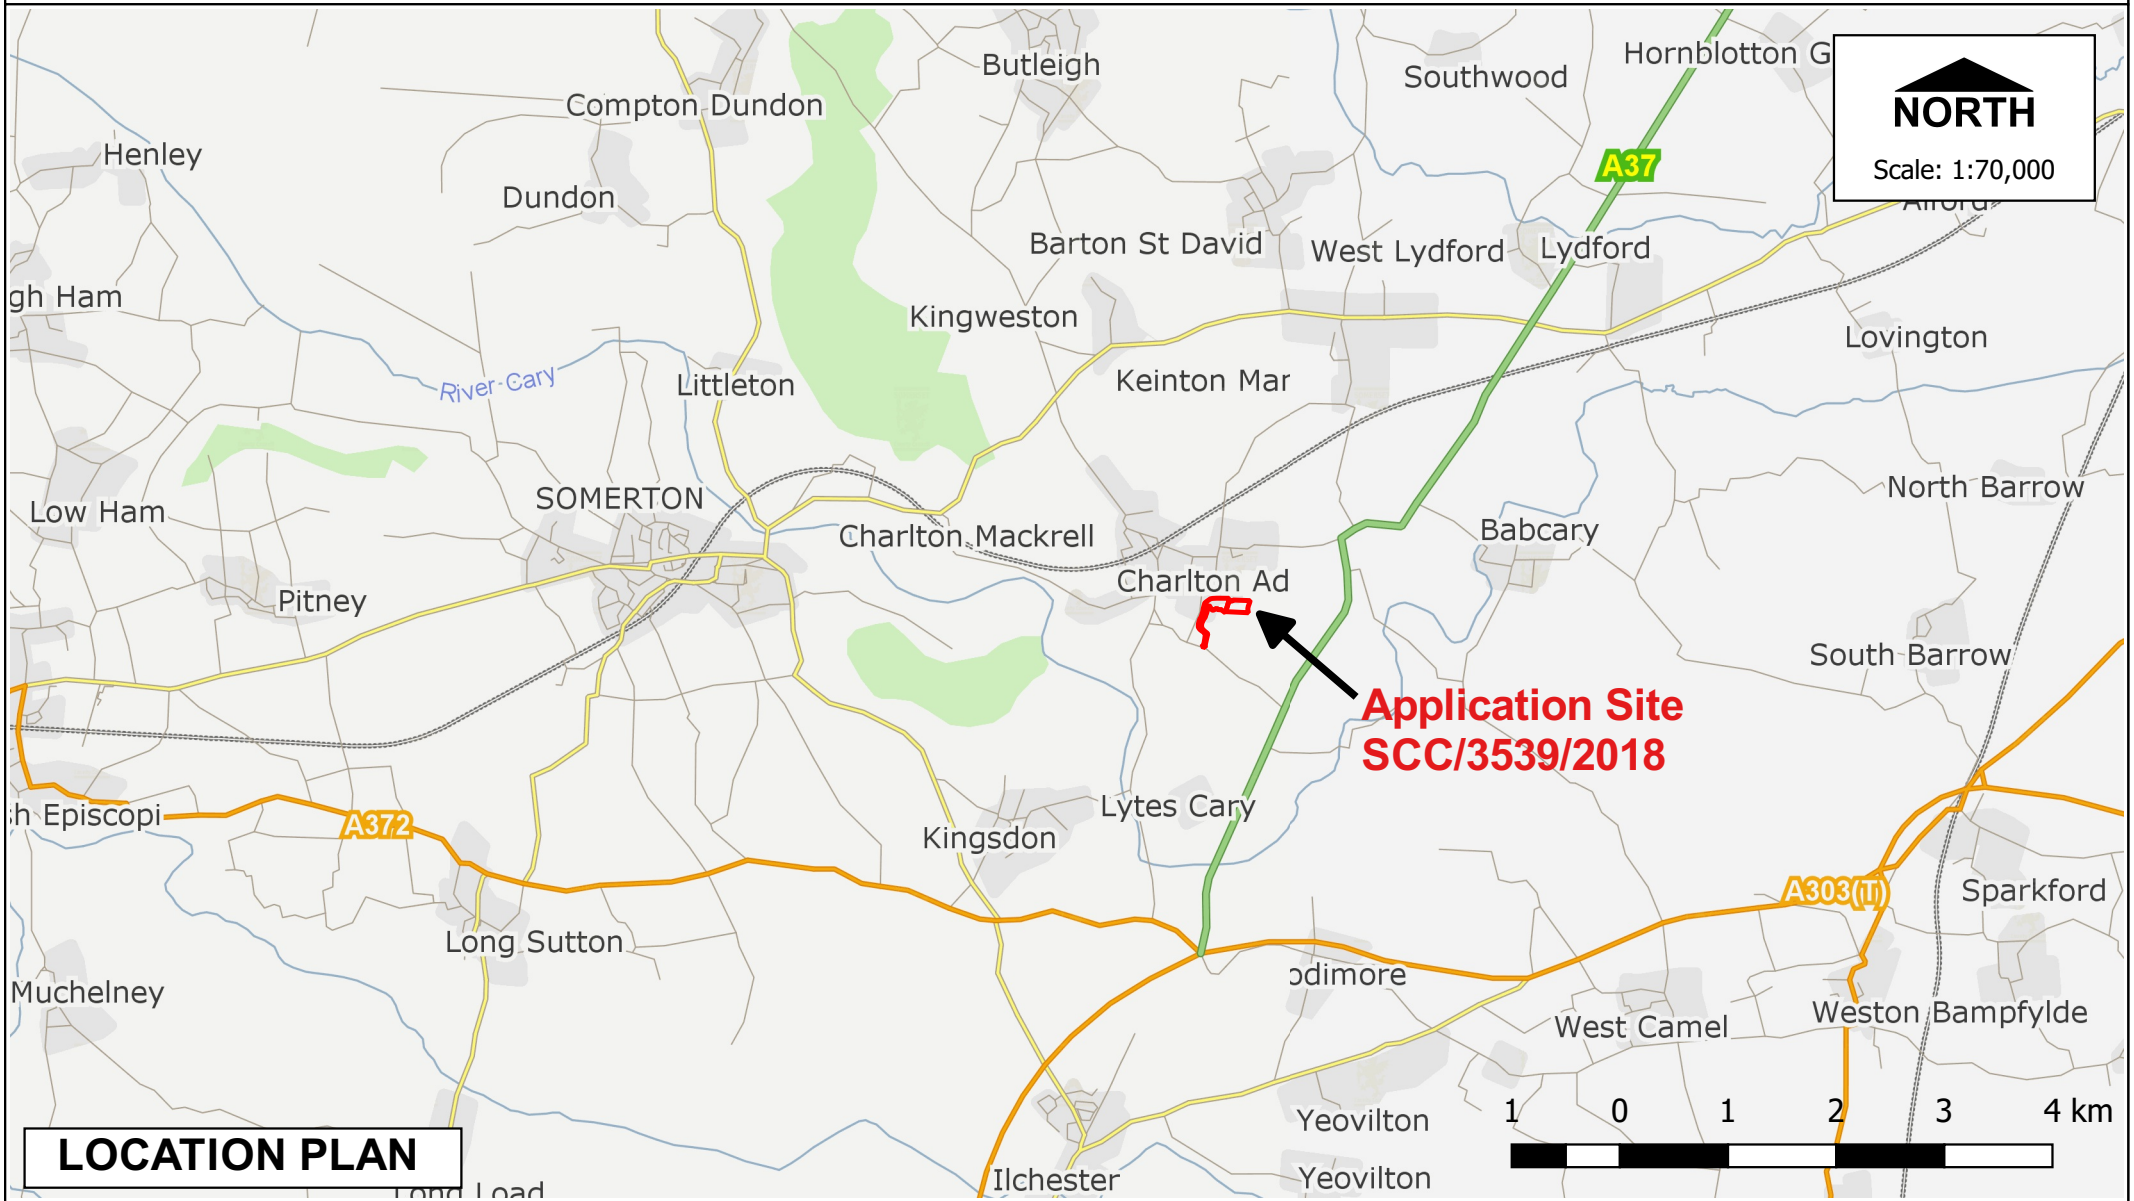 Butleigh
Southwood
Hornblotton G
NORTH
Scale: 1:70,000
Compton Dundon
Henley
Dundon
A37
Alford
Barton St David
West Lydford
Lydford
gh Ham
Kingweston
Lovington
River-Cary
Littleton
Keinton Mar
SOMERTON
Low Ham
Charlton Mackrell
Babcary
North Barrow
Pitney
Charlton Ad
South Barrow
Application Site
SCC/3539/2018
sh Episcopi
A372
Kingsdon
Lytes Cary
A303(T)
Sparkford
Long Sutton
odimore
Muchelney
West Camel
Weston Bampfylde
1 0 1 2 3 4 km
Yeovilton
LOCATION PLAN
Ilchester
Yeovilton
Long Load